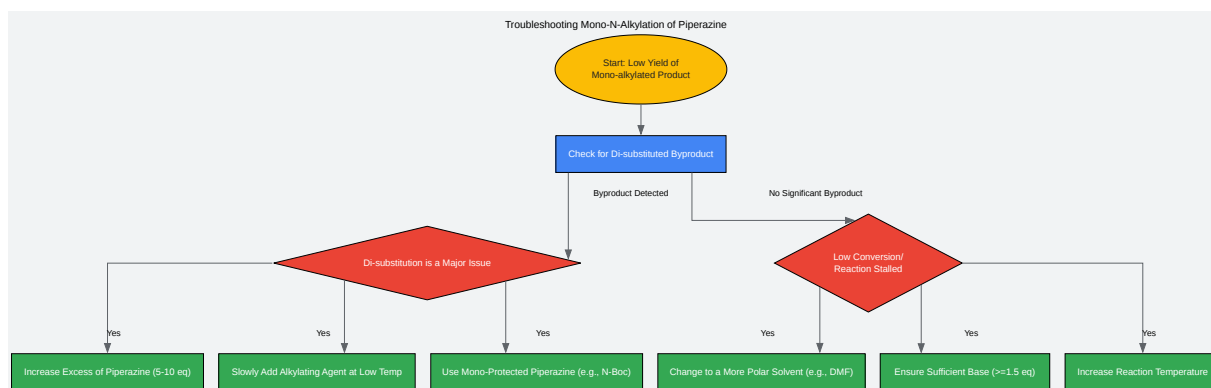 Troubleshooting Mono-N-Alkylation of Piperazine
Start: Low Yield of
Mono-alkylated Product
Check for Di-substituted Byproduct
Byproduct Detected
No Significant Byproduct
Di-substitution is a Major Issue
Low Conversion/
Reaction Stalled
Yes
Yes
Yes
Yes
Yes
Yes
Increase Excess of Piperazine (5-10 eq)
Slowly Add Alkylating Agent at Low Temp
Use Mono-Protected Piperazine (e.g., N-Boc)
Change to a More Polar Solvent (e.g., DMF)
Ensure Sufficient Base (>=1.5 eq)
Increase Reaction Temperature